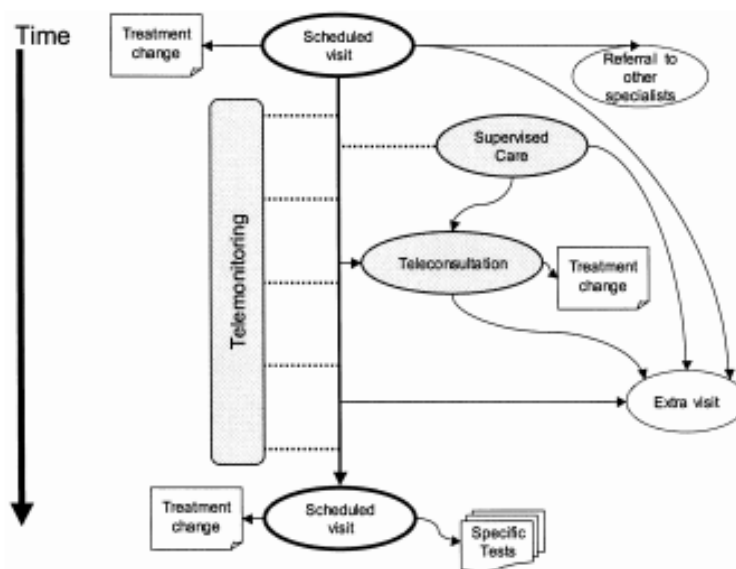 Time
Treatment
change
Scheduled
visit
Referral to
other
specialists
Supervised
Care
Telemonitoring
Teleconsultation
Treatment
change
Extra visit
Treatment
change
Scheduled
visit
Specific
Tests